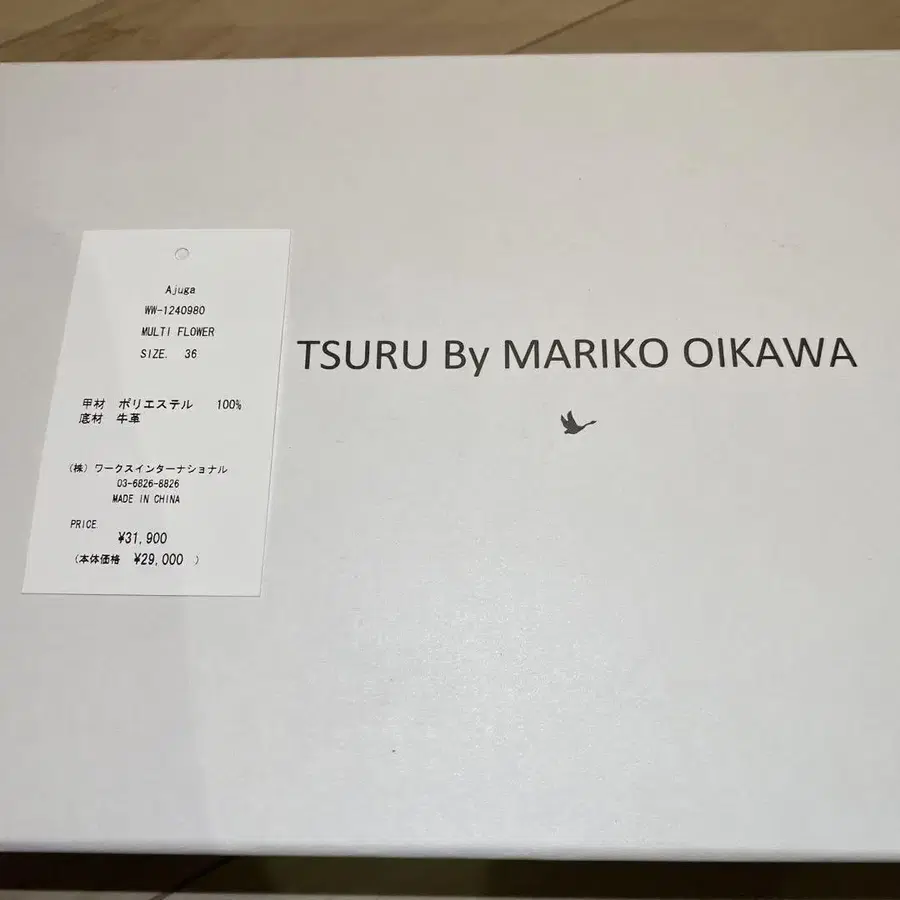 Ajuga
WW-1240980
MULTI FLOWER
SIZE. 36
甲材 ポリエステル 100%
底材 牛革
(株) ワークスインターナショナル
03-6826-8826
MADE IN CHINA
PRICE
¥31,900
(本体価格 ¥29,000 )
TSURU By MARIKO OIKAWA